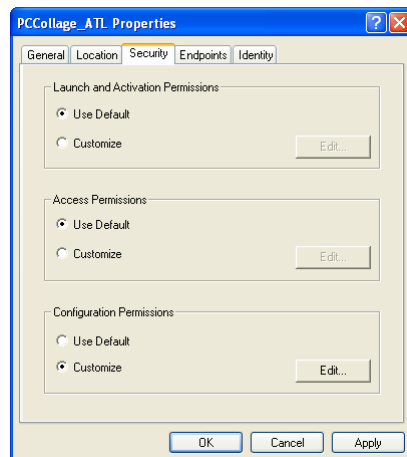 PCCollage_ATL Properties
General Location Security Endpoints Identity
Launch and Activation Permissions
Use Default
Customize
Edit...
Access Permissions
Use Default
Customize
Edit...
Configuration Permissions
Use Default
Customize
Edit...
OK Cancel Apply